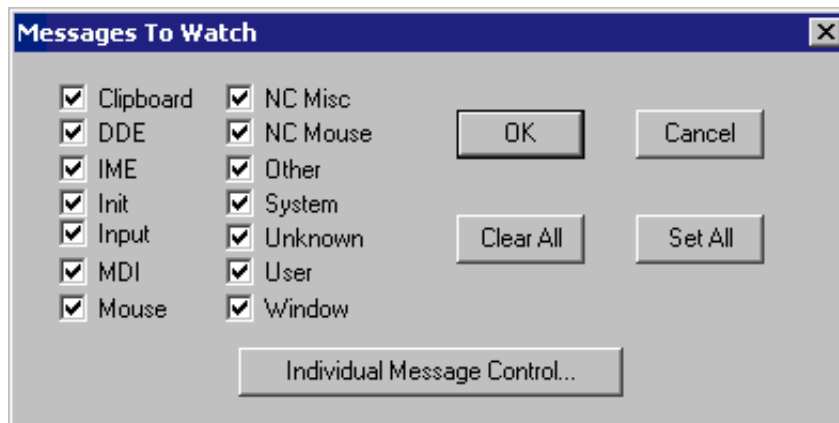 Messages To Watch
Clipboard
DDE
IME
Init
Input
MDI
Mouse
NC Misc
NC Mouse
Other
System
Unknown
User
Window
OK
Cancel
Clear All
Set All
Individual Message Control...